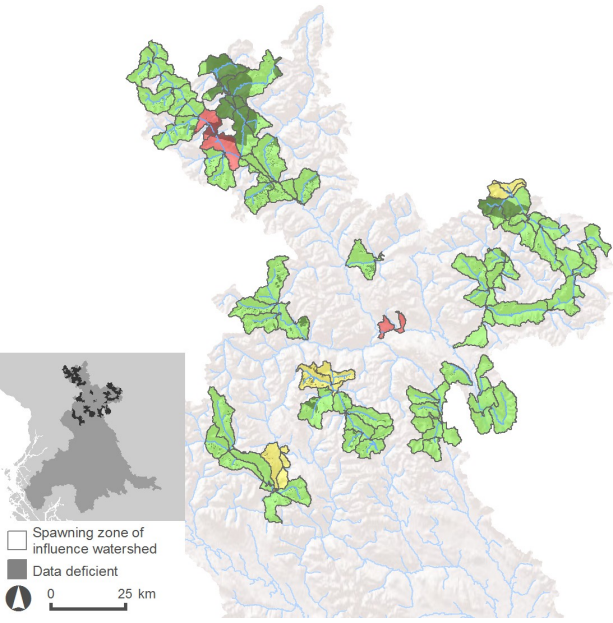 Spawning zone of
influence watershed
Data deficient
0 25 km